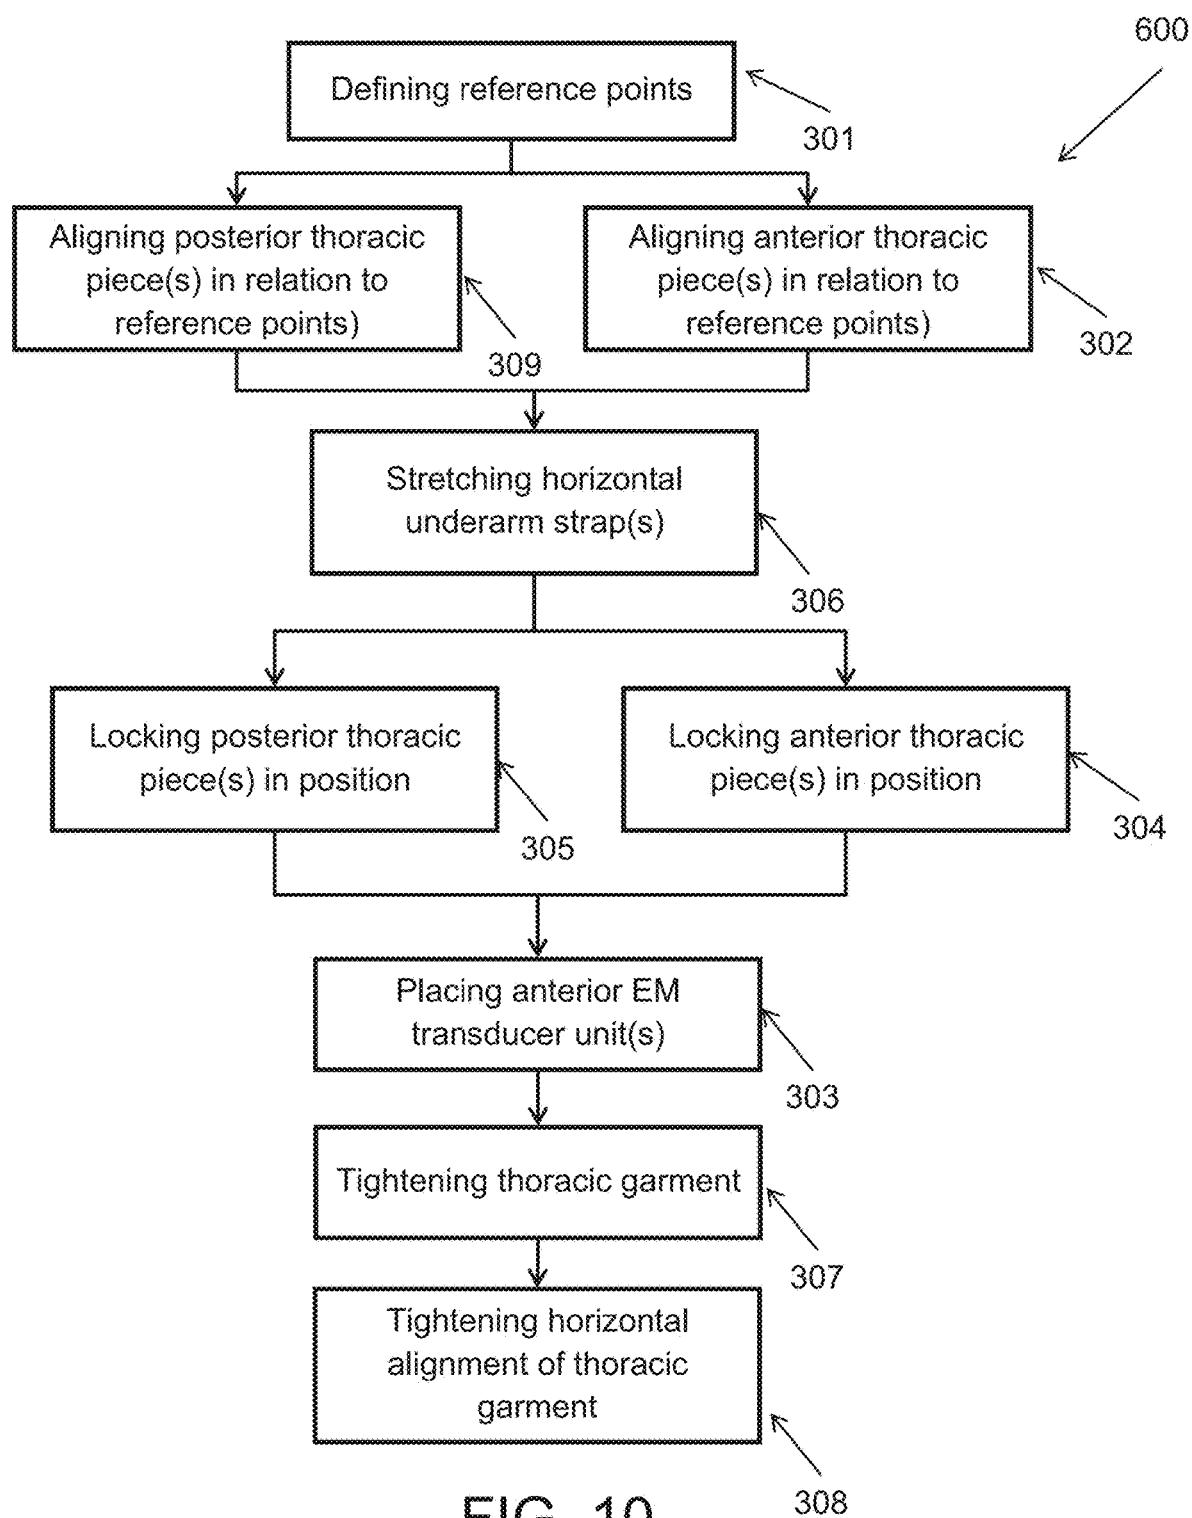 600
Defining reference points
301
Aligning posterior thoracic
piece(s) in relation to
reference points)
309
Aligning anterior thoracic
piece(s) in relation to
reference points)
302
Stretching horizontal
underarm strap(s)
306
Locking posterior thoracic
piece(s) in position
305
Locking anterior thoracic
piece(s) in position
304
Placing anterior EM
transducer unit(s)
303
Tightening thoracic garment
307
Tightening horizontal
alignment of thoracic
garment
308
FIG. 10